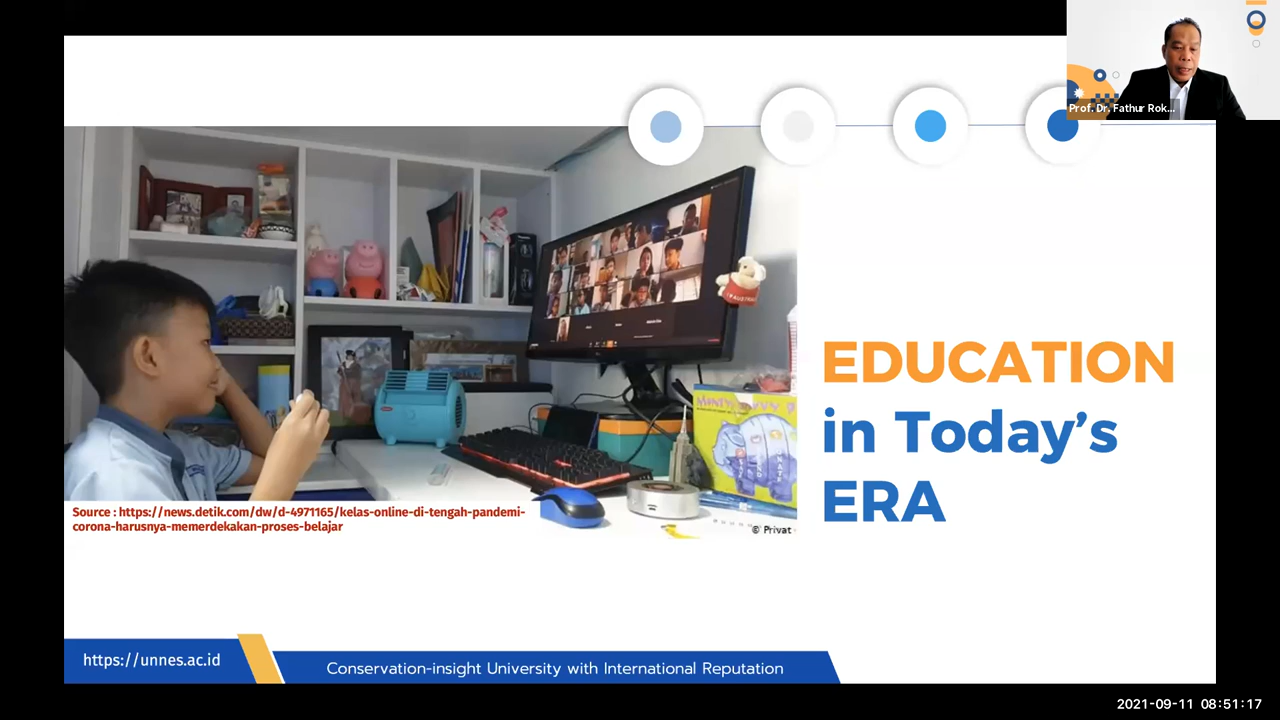 Prof. Dr. Fathur Rok...
EDUCATION
in Today's
ERA
Source : https://news.detik.com/dw/d-4971165/kelas-online-di-tengah-pandemi-
corona-harusnya-memerdekakan-proses-belajar
© Privat
https://unnes.ac.id
Conservation-insight University with International Reputation
2021-09-11 08:51:17